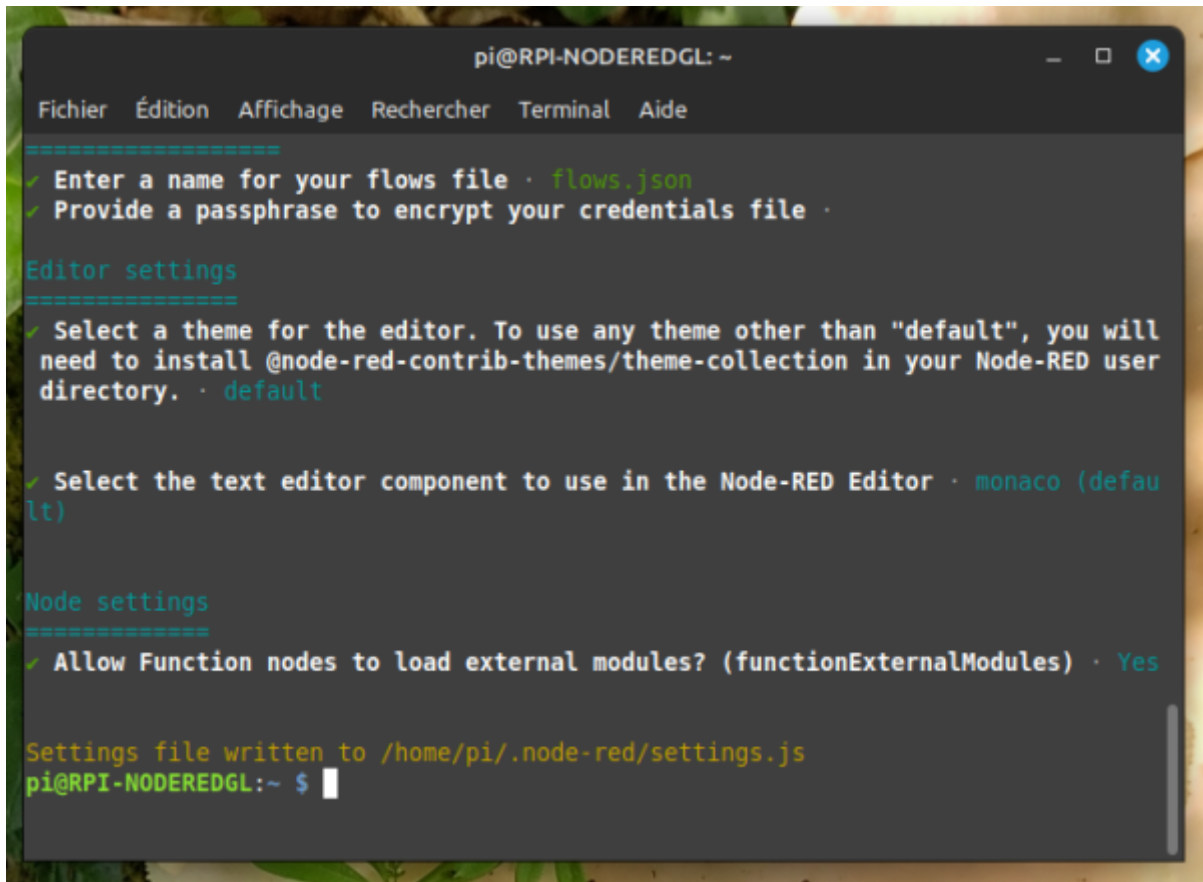 pi@RPI-NODEREDGL: ~
Fichier Édition Affichage Rechercher Terminal Aide
==================
✔ Enter a name for your flows file · flows.json
✔ Provide a passphrase to encrypt your credentials file ·
Editor settings
===============
✔ Select a theme for the editor. To use any theme other than "default", you will
need to install @node-red-contrib-themes/theme-collection in your Node-RED user
directory. · default
✔ Select the text editor component to use in the Node-RED Editor · monaco (defau
lt)
Node settings
=============
✔ Allow Function nodes to load external modules? (functionExternalModules) · Yes
Settings file written to /home/pi/.node-red/settings.js
pi@RPI-NODEREDGL:~ $